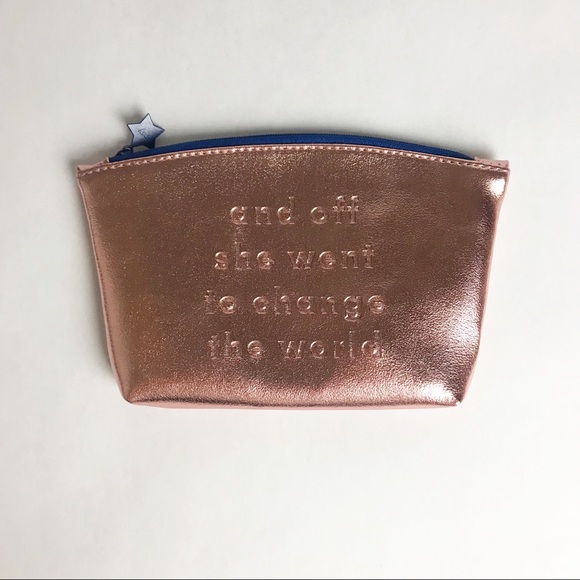 and off
she went
to change
the world